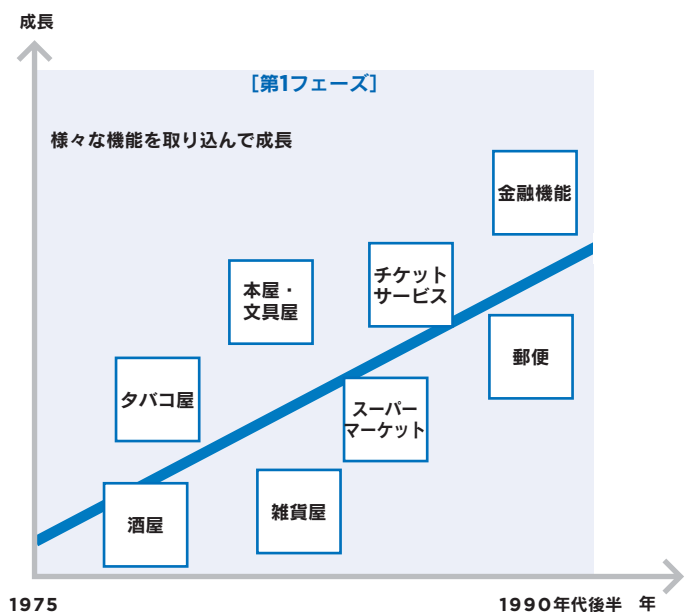 成長
[第1フェーズ]
様々な機能を取り込んで成長
金融機能
チケット
サービス
本屋・
文具屋
郵便
タバコ屋
スーパー
マーケット
酒屋
雑貨屋
1975
1990年代後半 年